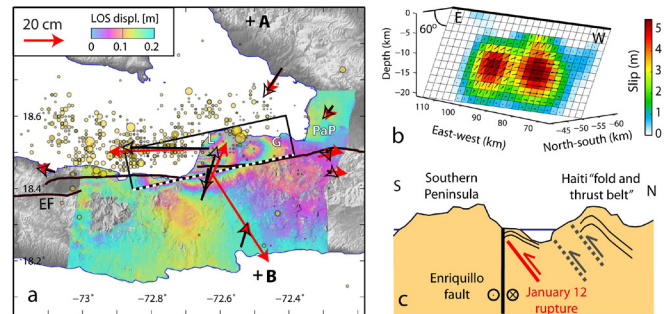 20 cm
LOS displ. [m]
0 0.1 0.2
A
18.6
18.4
18.2
L
G
PaP
EF
B
a
−73˚ −72.8˚ −72.6˚ −72.4˚
60°
E
W
Depth (km)
0
−5
−10
−15
−20
110 100 90 80 70
East-west (km)
−45
−50
−55
−60
North-south (km)
Slip (m)
5
4
3
2
1
0
b
S
Southern
Peninsula
Haiti “fold and
thrust belt”
N
Enriquillo
fault
January 12
rupture
c